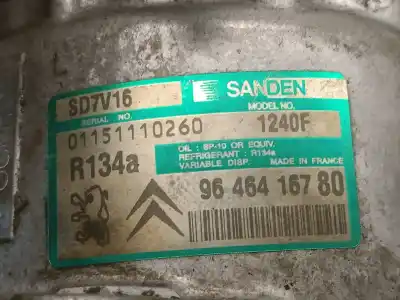 SD7V16
SANDEN
SERIAL NO.
MODEL NO.
01151110260
1240F
R134a
OIL : SP-10 OR EQUIV.
REFRIGERANT : R134a
VARIABLE DISP. MADE IN FRANCE
96 464 167 80